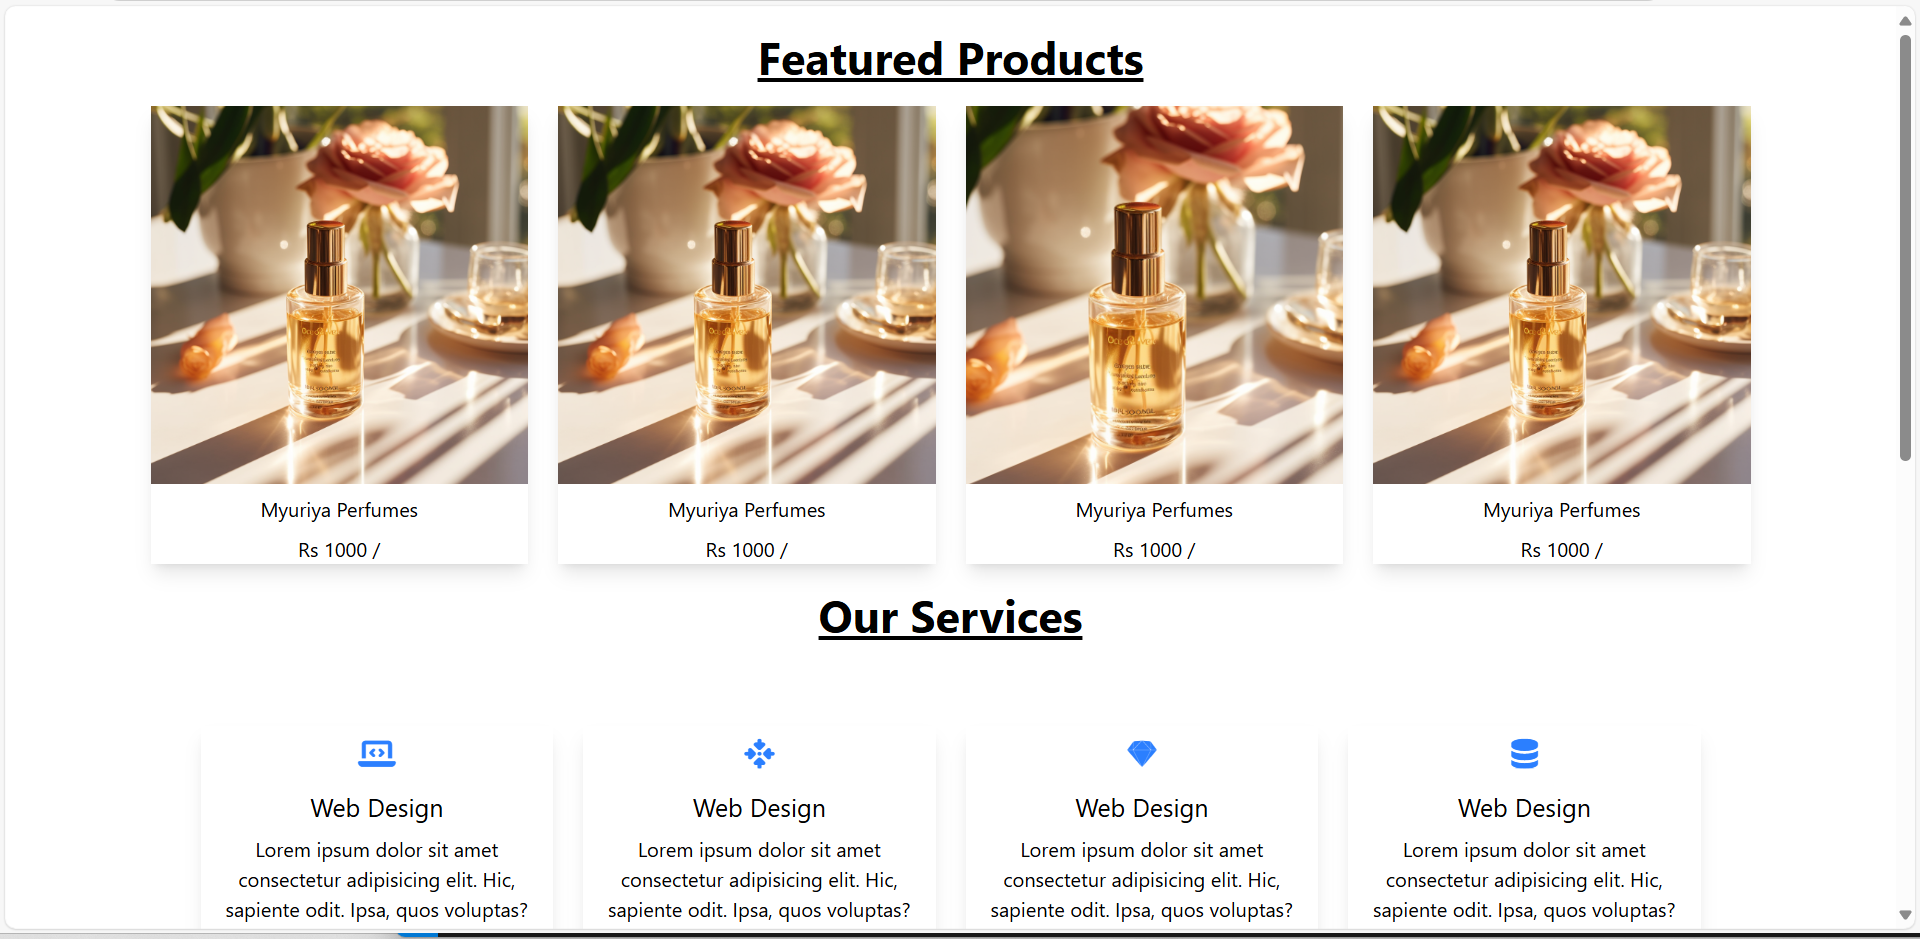 Featured Products
Myuriya Perfumes
Rs 1000 /
Myuriya Perfumes
Rs 1000 /
Myuriya Perfumes
Rs 1000 /
Myuriya Perfumes
Rs 1000 /
Our Services
Web Design
Lorem ipsum dolor sit amet
consectetur adipisicing elit. Hic,
sapiente odit. Ipsa, quos voluptas?
Web Design
Lorem ipsum dolor sit amet
consectetur adipisicing elit. Hic,
sapiente odit. Ipsa, quos voluptas?
Web Design
Lorem ipsum dolor sit amet
consectetur adipisicing elit. Hic,
sapiente odit. Ipsa, quos voluptas?
Web Design
Lorem ipsum dolor sit amet
consectetur adipisicing elit. Hic,
sapiente odit. Ipsa, quos voluptas?